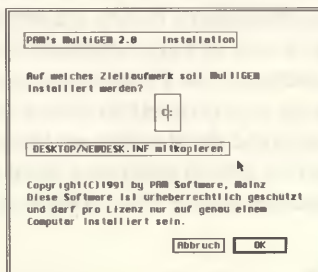 PAM's MultiGEM 2.0 Installation
Auf welches Ziellaufwerk soll MultiGEM
installiert werden?
C:
DESKTOP/NEWDESK.INF mitkopieren
Copyright(C)1991 by PAM Software, Mainz
Diese Software ist urheberrechtlich geschützt
und darf pro Lizenz nur auf genau einem
Computer installiert sein.
Abbruch OK